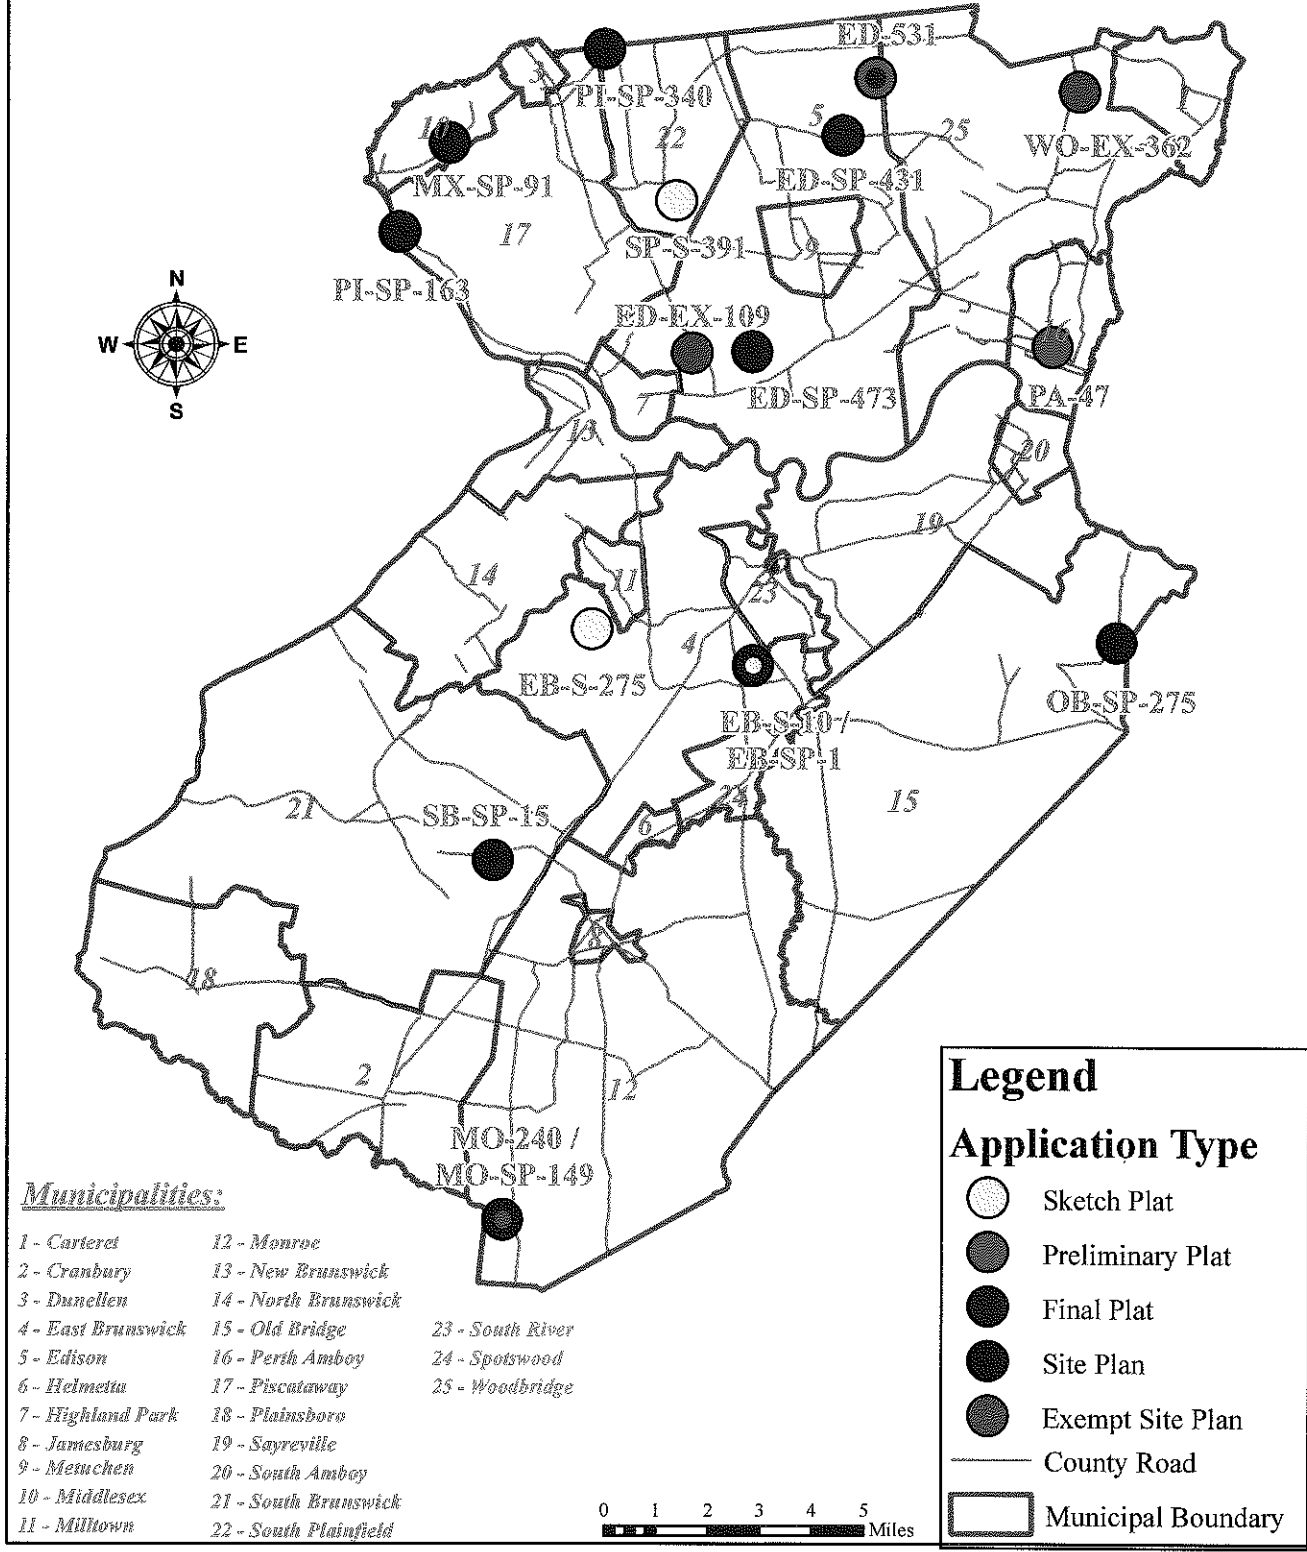 ED-531
3
PI-SP-340
5
25
22
10
WO-EX-362
MX-SP-91
ED-SP-431
17
SP-S-391
9
PI-SP-163
N
W E
S
ED-EX-109
16
7
ED-SP-473
PA-47
13
20
19
14
11
23
4
EB-S-275
OB-SP-275
EB-S-10 /
EB-SP-1
24
15
21
SB-SP-15
6
8
18
2
12
MO-240 /
MO-SP-149
Municipalities:
1 - Carteret
2 - Cranbury
3 - Dunellen
4 - East Brunswick
5 - Edison
6 - Helmetta
7 - Highland Park
8 - Jamesburg
9 - Metuchen
10 - Middlesex
11 - Milltown
12 - Monroe
13 - New Brunswick
14 - North Brunswick
15 - Old Bridge
16 - Perth Amboy
17 - Piscataway
18 - Plainsboro
19 - Sayreville
20 - South Amboy
21 - South Brunswick
22 - South Plainfield
23 - South River
24 - Spotswood
25 - Woodbridge
0 1 2 3 4 5
Miles
Legend
Application Type
Sketch Plat
Preliminary Plat
Final Plat
Site Plan
Exempt Site Plan
County Road
Municipal Boundary